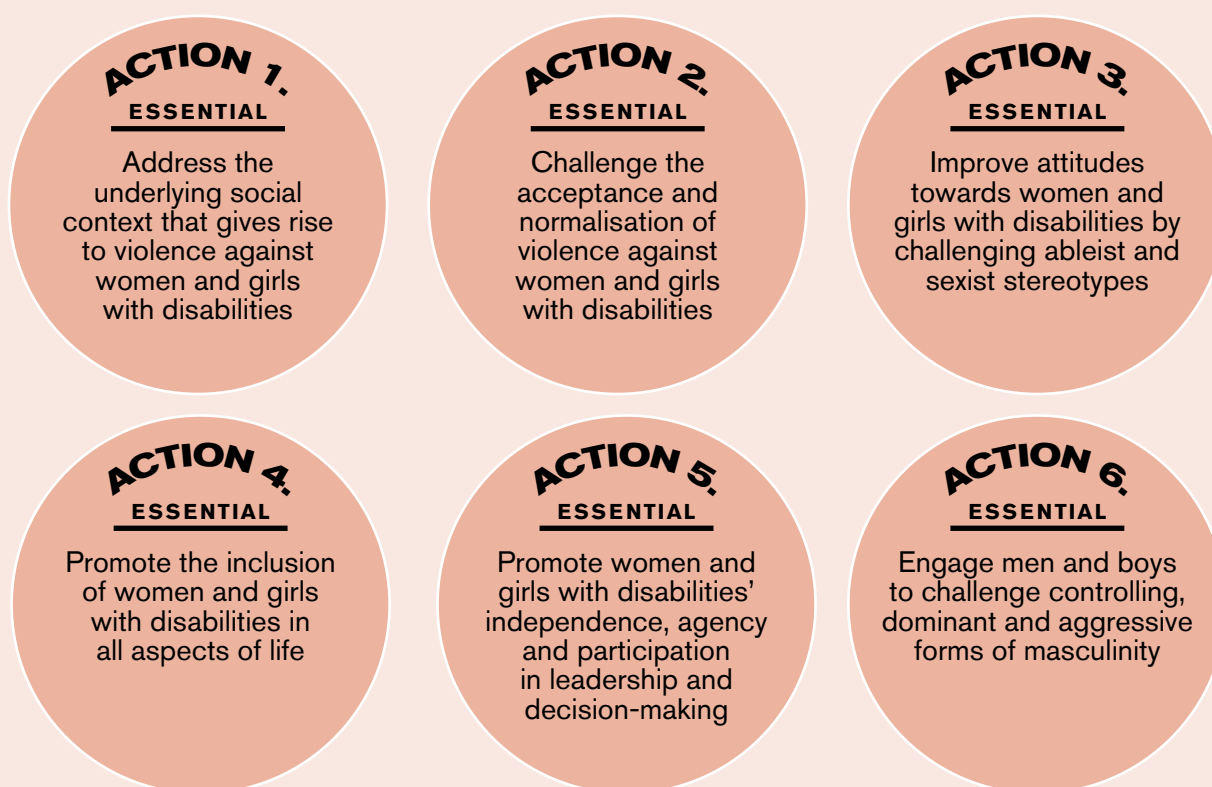 ACTION 1.
ESSENTIAL
Address the
underlying social
context that gives rise
to violence against
women and girls
with disabilities
ACTION 2.
ESSENTIAL
Challenge the
acceptance and
normalisation of
violence against
women and girls
with disabilities
ACTION 3.
ESSENTIAL
Improve attitudes
towards women and
girls with disabilities by
challenging ableist and
sexist stereotypes
ACTION 4.
ESSENTIAL
Promote the inclusion
of women and girls
with disabilities in
all aspects of life
ACTION 5.
ESSENTIAL
Promote women and
girls with disabilities’
independence, agency
and participation
in leadership and
decision-making
ACTION 6.
ESSENTIAL
Engage men and boys
to challenge controlling,
dominant and aggressive
forms of masculinity